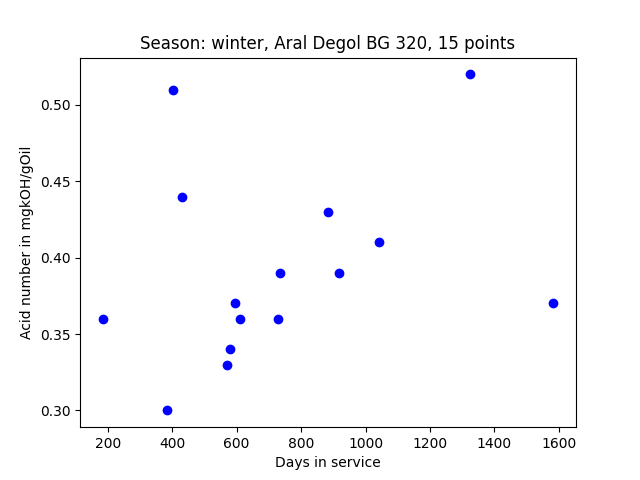 Season: winter, Aral Degol BG 320, 15 points
Acid number in mgkOH/gOil
0.50
0.45
0.40
0.35
0.30
200 400 600 800 1000 1200 1400 1600
Days in service